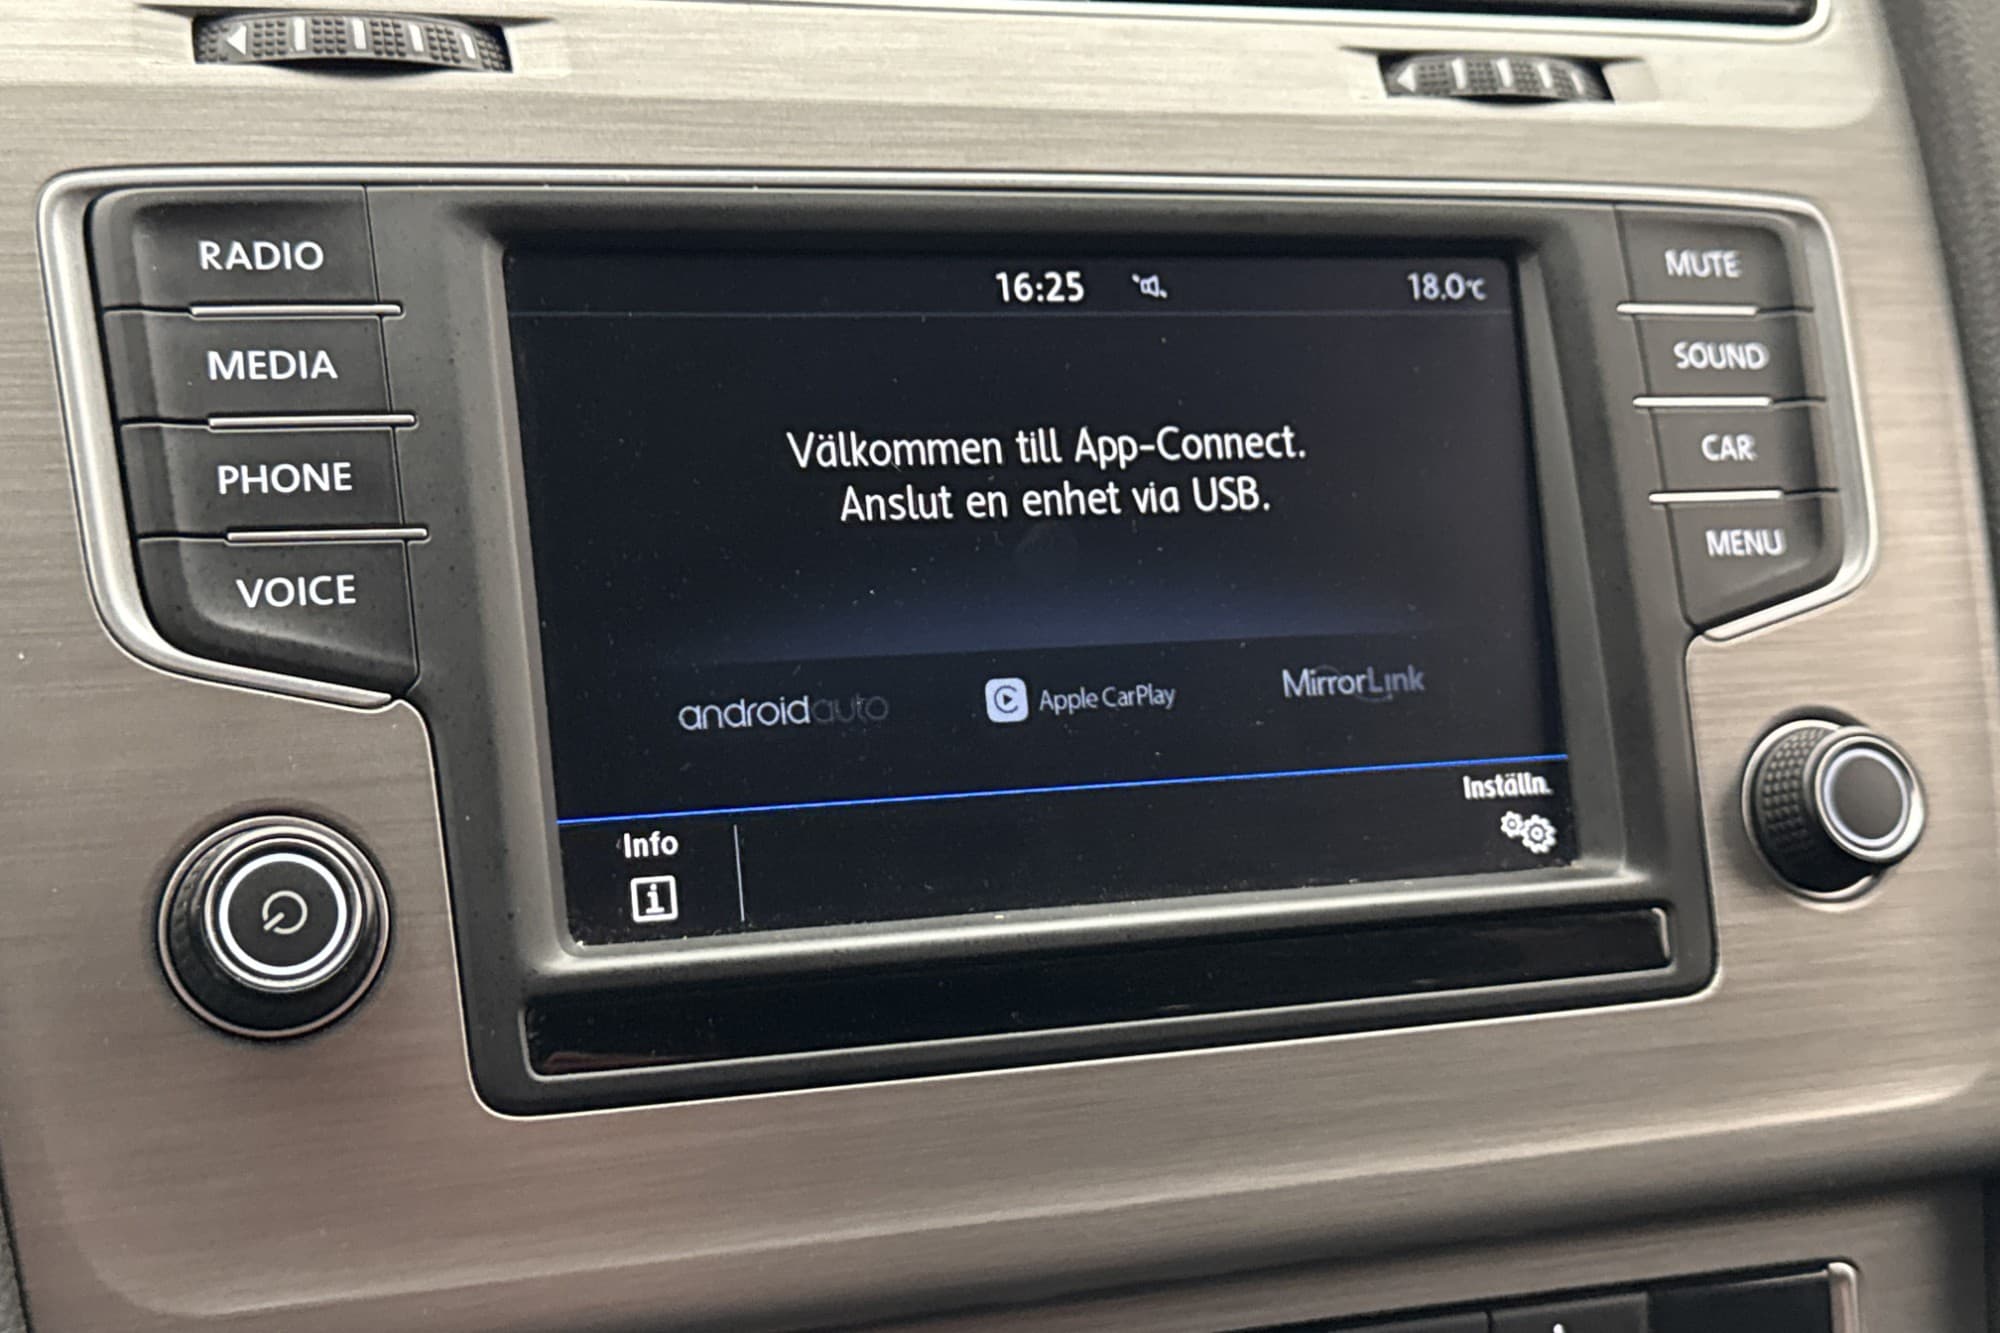 RADIO
MEDIA
PHONE
VOICE
16:25
18.0°C
Välkommen till App-Connect.
Anslut en enhet via USB.
androidauto
Apple CarPlay
MirrorLink
Inställn.
Info
MUTE
SOUND
CAR
MENU